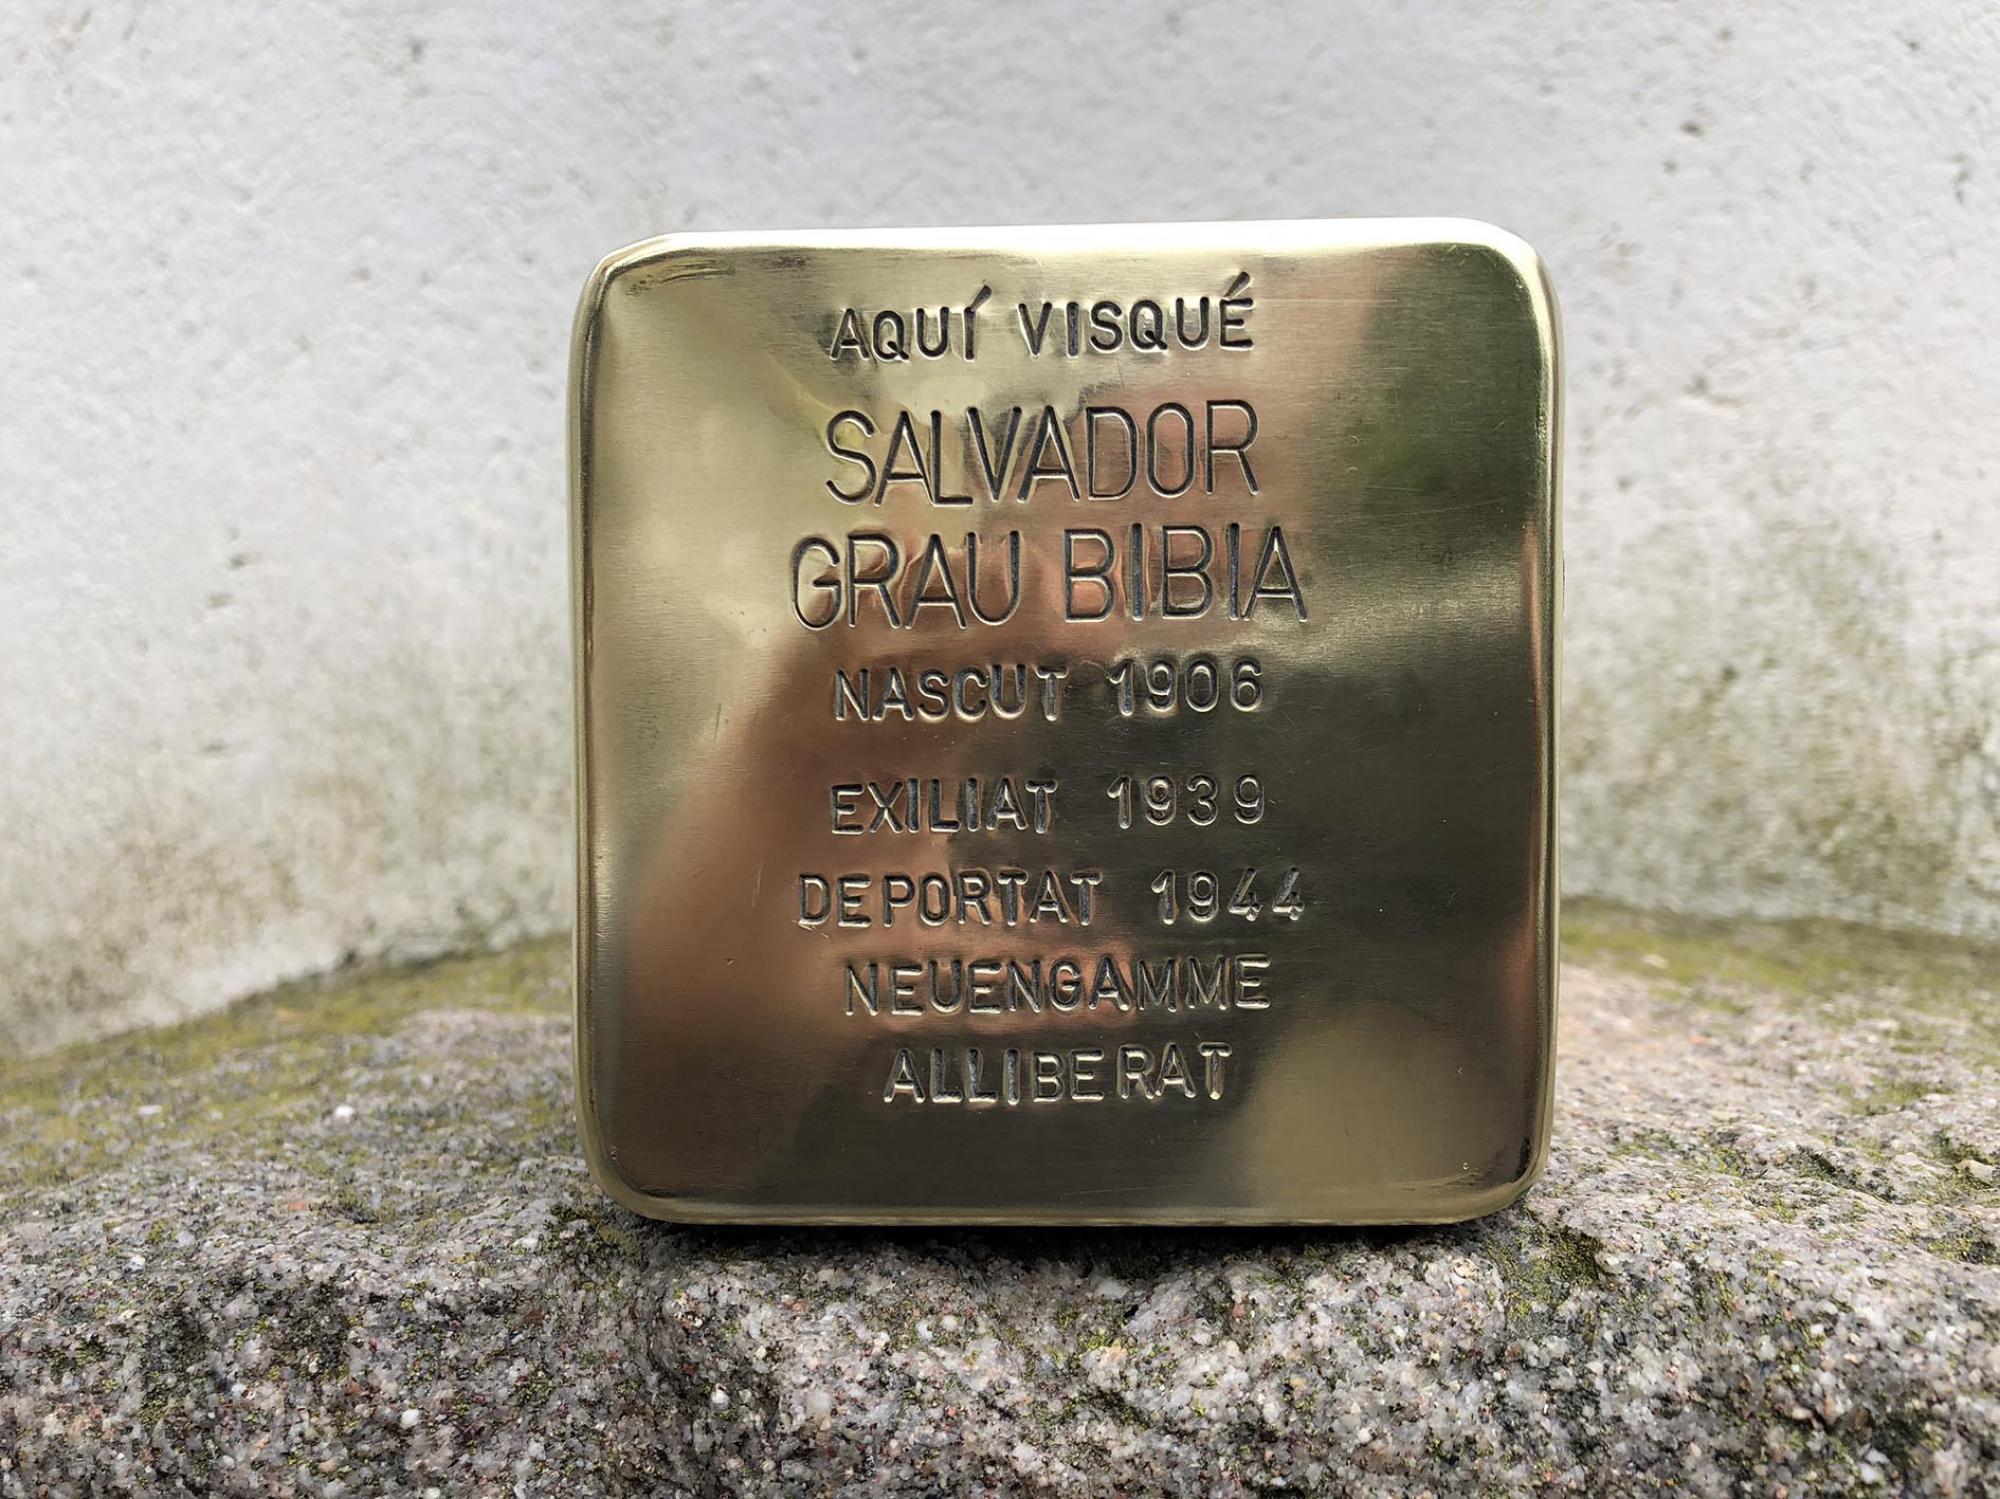 AQUÍ VISQUÉ
SALVADOR
GRAU BIBIA
NASCUT 1906
EXILIAT 1939
DEPORTAT 1944
NEUENGAMME
ALLIBERAT